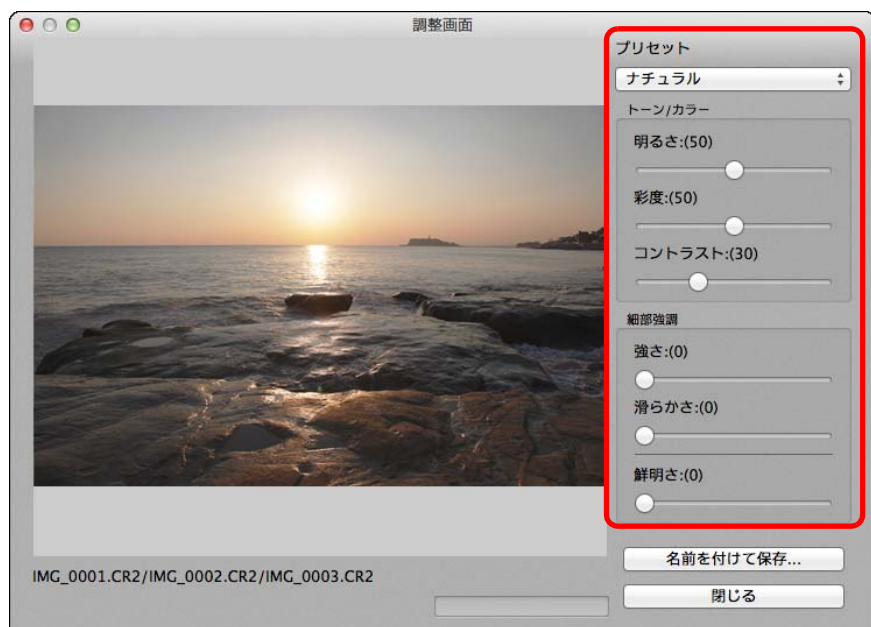 調整画面
プリセット
ナチュラル
トーン/カラー
明るさ:(50)
彩度:(50)
コントラスト:(30)
細部強調
強さ:(0)
滑らかさ:(0)
鮮明さ:(0)
名前を付けて保存...
IMG_0001.CR2/IMG_0002.CR2/IMG_0003.CR2
閉じる